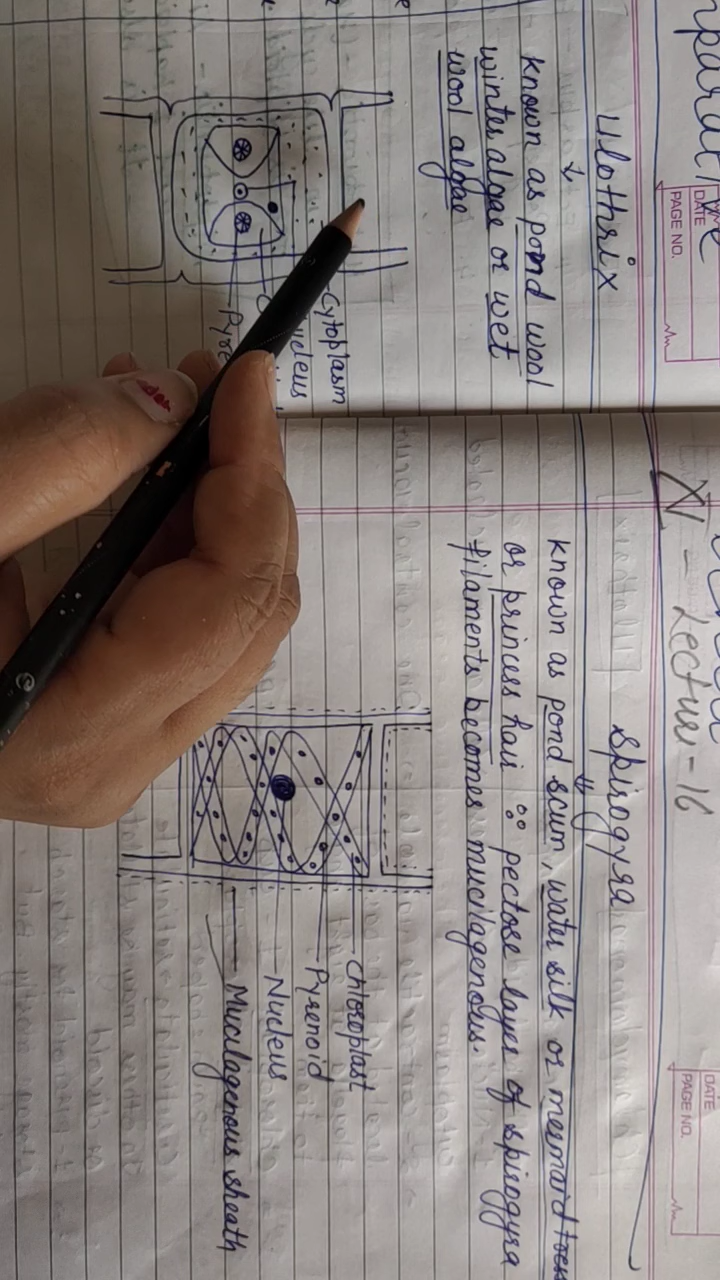 DATE
PAGE NO.
Ulothrix
known as pond wool
winter algae or wet
wool algae
Cytoplasm
XI - Lecture-16
Spirogyra
known as pond scum, water silk or mermaid
or princess hair ∵ pectose layer of spirogyra
filaments becomes mucilagenous.
chloroplast
Pyrenoid
Nucleus
Mucilagenous sheath
DATE
PAGE NO.